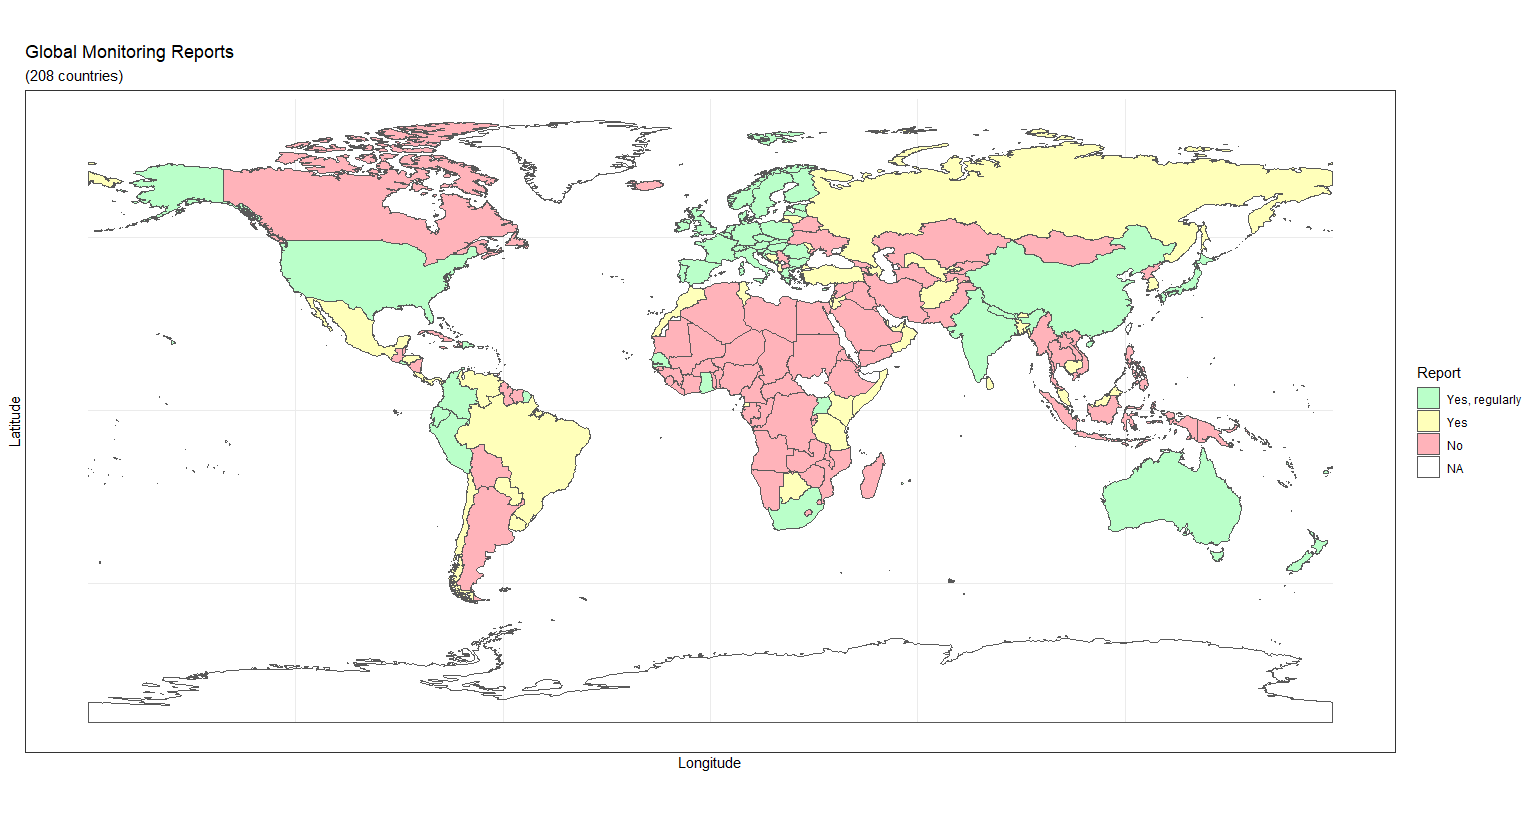 Global Monitoring Reports
(208 countries)
Latitude
Report
Yes, regularly
Yes
No
NA
Longitude